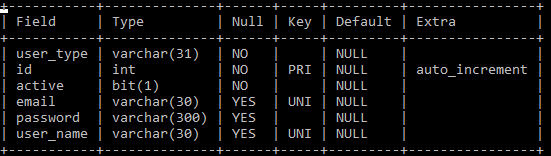 +-----------+--------------+------+-----+---------+----------------+
| Field     | Type         | Null | Key | Default | Extra          |
+-----------+--------------+------+-----+---------+----------------+
| user_type | varchar(31)  | NO   |     | NULL    |                |
| id        | int          | NO   | PRI | NULL    | auto_increment |
| active    | bit(1)       | NO   |     | NULL    |                |
| email     | varchar(30)  | YES  | UNI | NULL    |                |
| password  | varchar(300) | YES  |     | NULL    |                |
| user_name | varchar(30)  | YES  | UNI | NULL    |                |
+-----------+--------------+------+-----+---------+----------------+